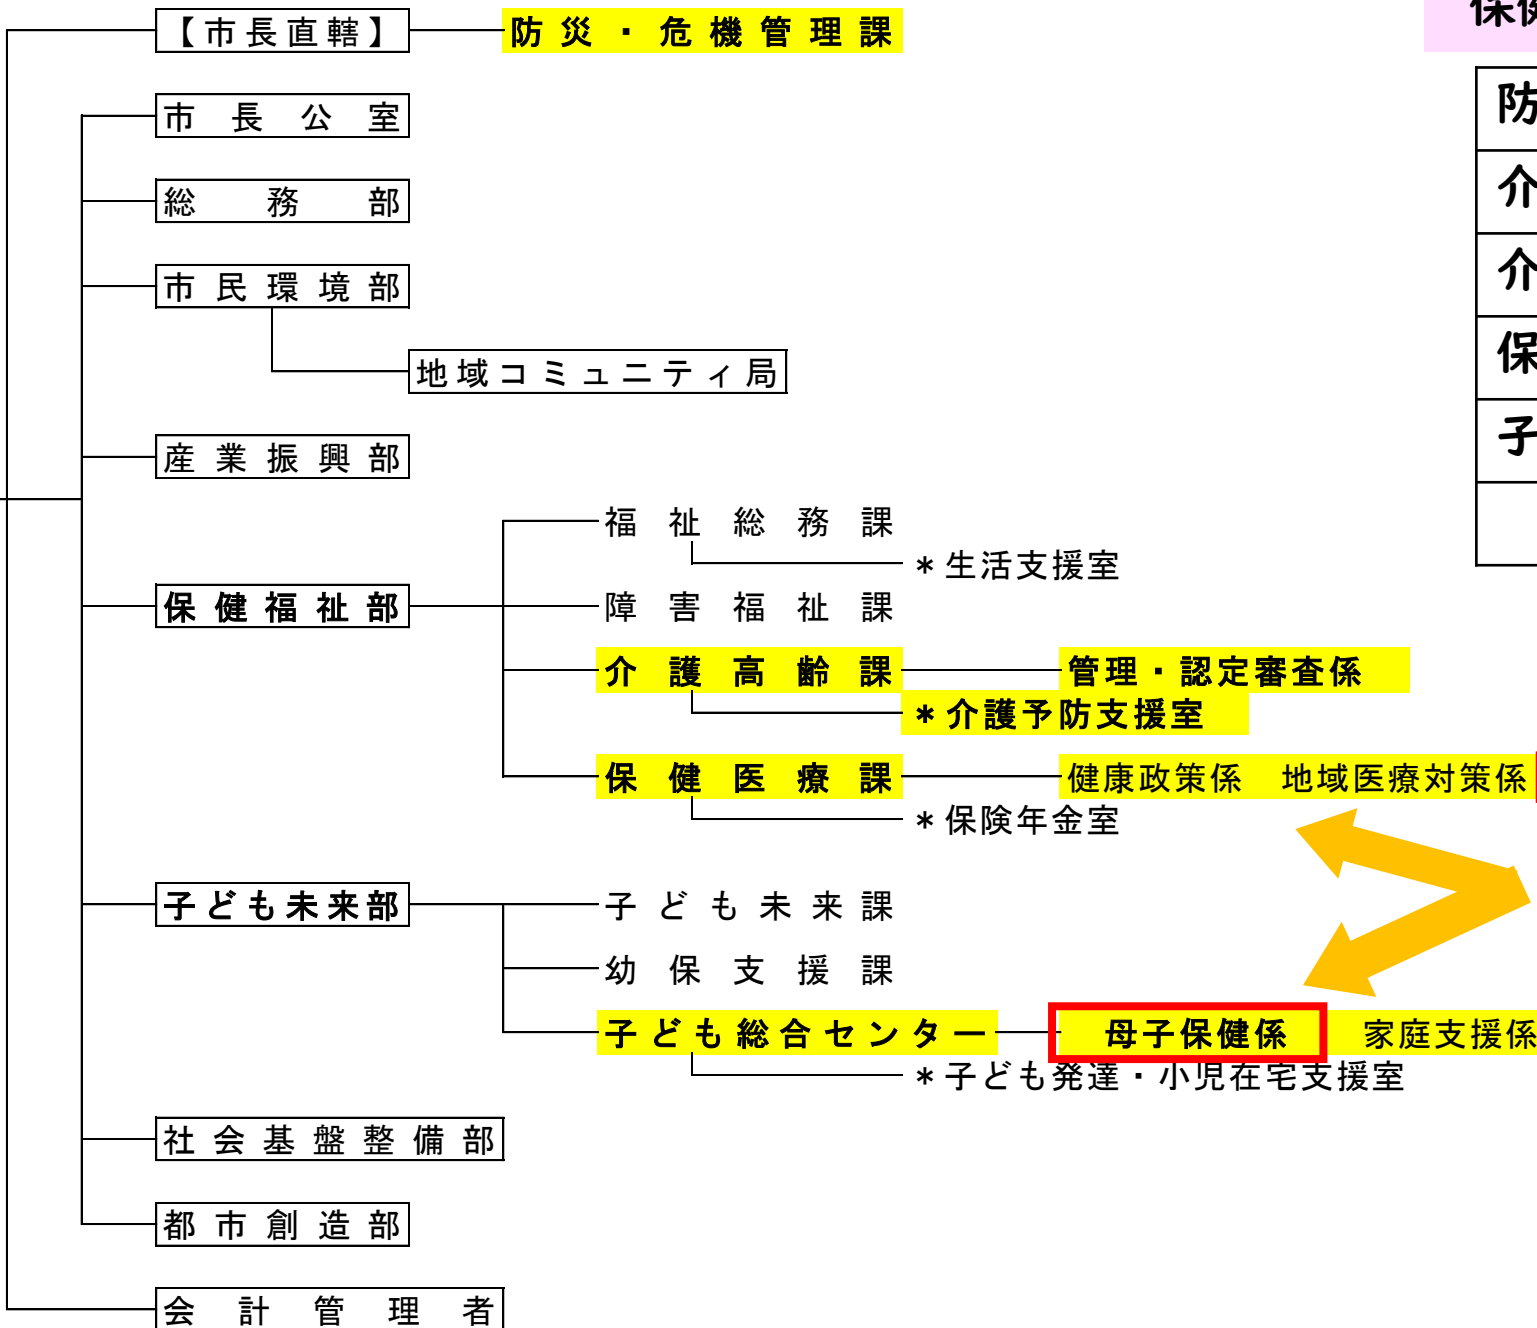 【市長直轄】 防災・危機管理課
保健
市長公室
防
総務部
介
市民環境部
介
地域コミュニティ局
保
産業振興部
子
福祉総務課
*生活支援室
保健福祉部 障害福祉課
介護高齢課 管理・認定審査係
*介護予防支援室
保健医療課 健康政策係 地域医療対策係
*保険年金室
子ども未来部 子ども未来課
幼保支援課
子ども総合センター 母子保健係 家庭支援係
*子ども発達・小児在宅支援室
社会基盤整備部
都市創造部
会計管理者